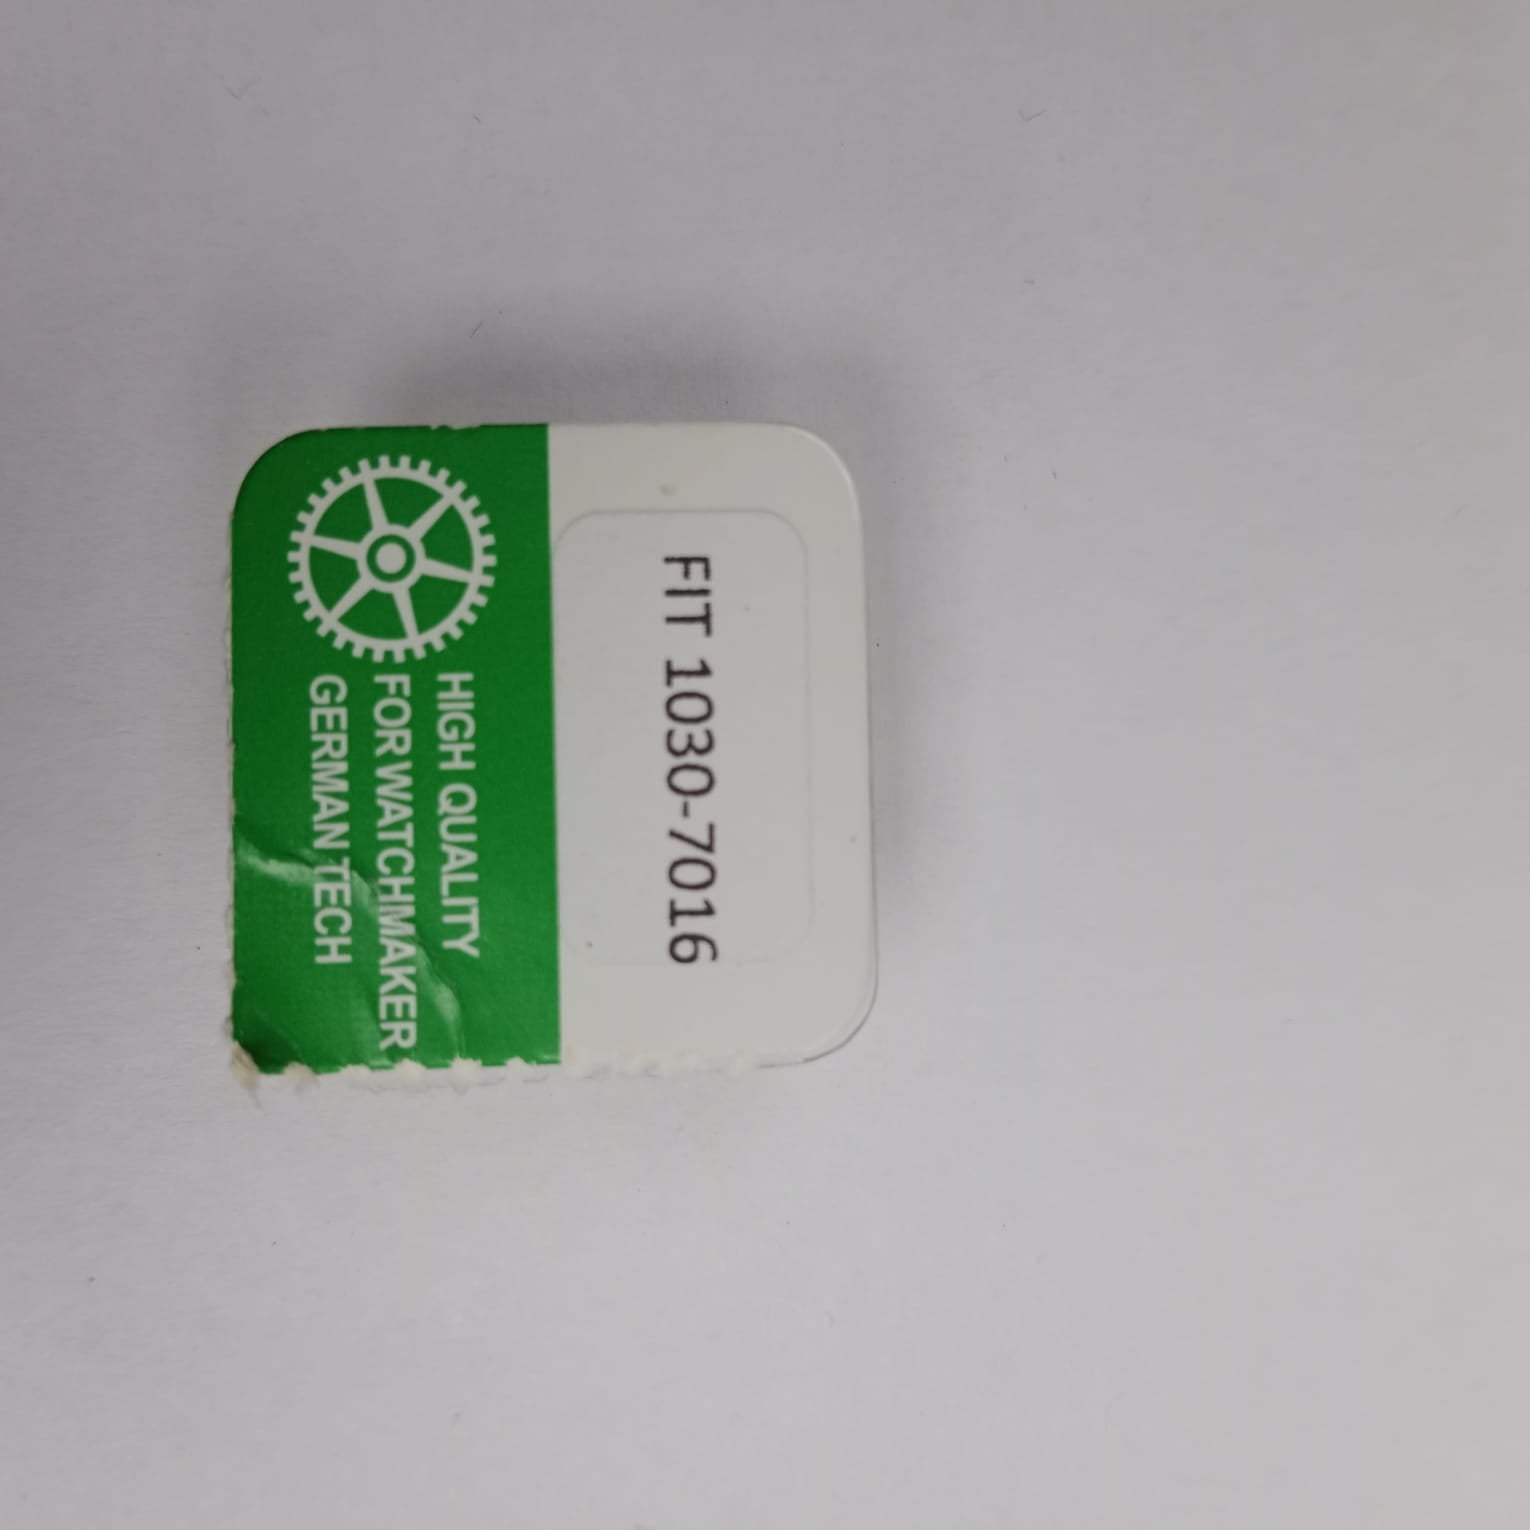 FIT 1030-7016
HIGH QUALITY
FOR WATCHMAKER
GERMAN TECH